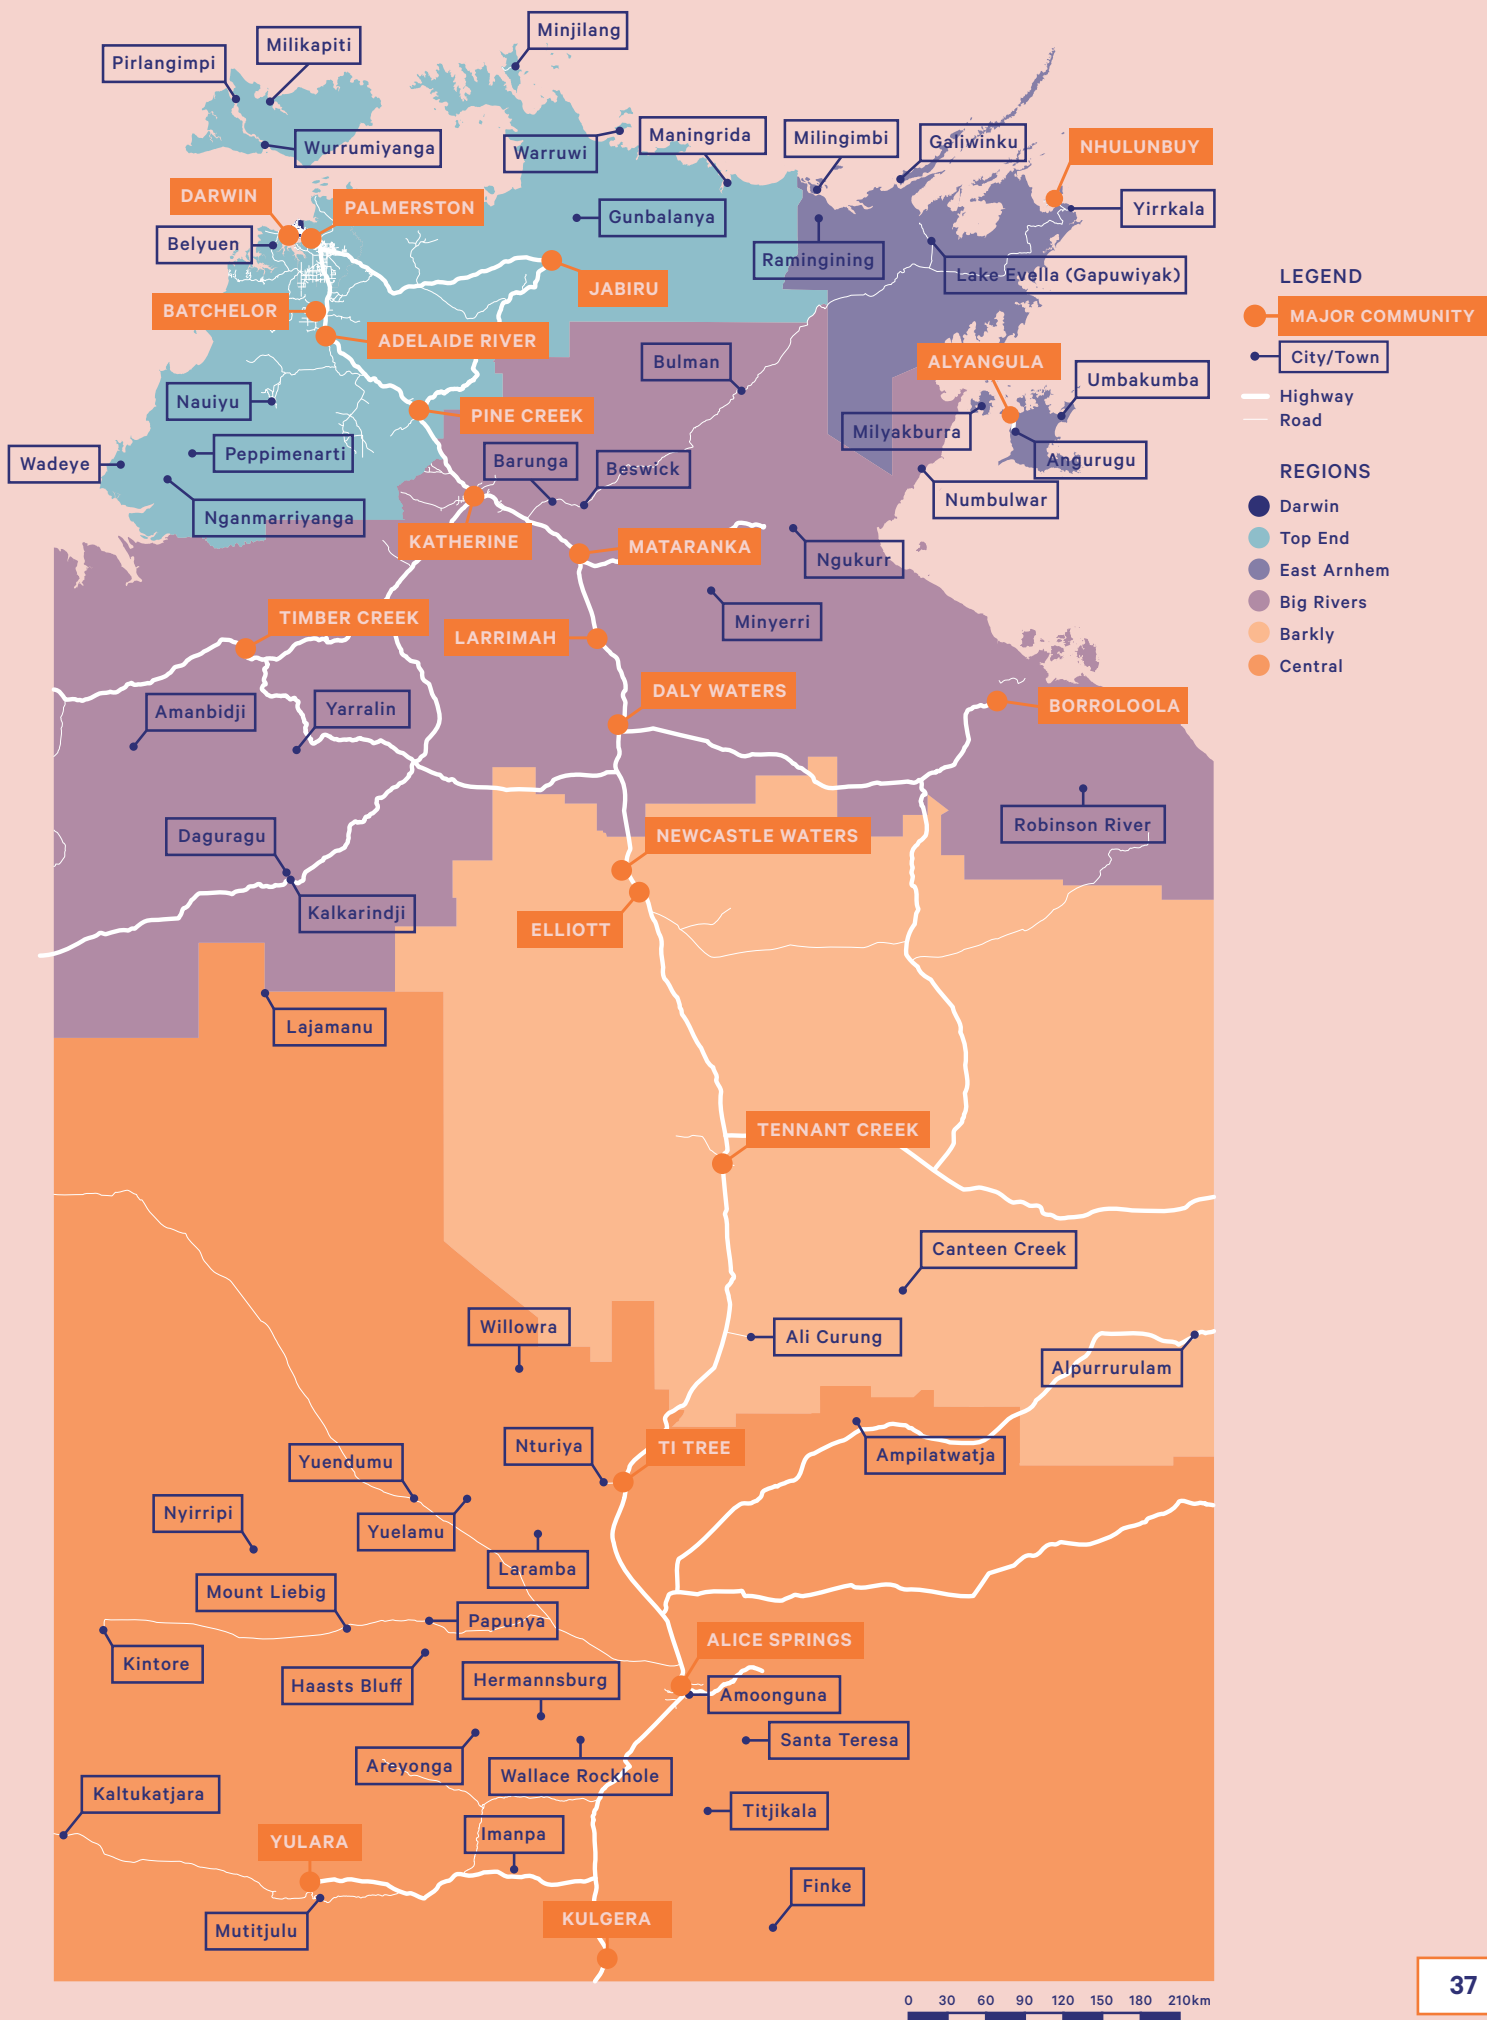 Minjilang
Milikapiti
Pirlangimpi
Maningrida
Milingimbi
Galiwinku
NHULUNBUY
Wurrumiyanga
Warruwi
DARWIN
PALMERSTON
Gunbalanya
Yirrkala
Belyuen
Ramingining
Lake Evella (Gapuwiyak)
JABIRU
BATCHELOR
ADELAIDE RIVER
Bulman
ALYANGULA
Umbakumba
Nauiyu
PINE CREEK
Milyakburra
Peppimenarti
Wadeye
Barunga
Beswick
Angurugu
Numbulwar
Nganmarriyanga
KATHERINE
MATARANKA
Ngukurr
TIMBER CREEK
LARRIMAH
Minyerri
DALY WATERS
BORROLOOLA
Amanbidji
Yarralin
Robinson River
Daguragu
NEWCASTLE WATERS
Kalkarindji
ELLIOTT
Lajamanu
TENNANT CREEK
Canteen Creek
Willowra
Ali Curung
Alpurrurulam
Nturiya
TI TREE
Ampilatwatja
Yuendumu
Nyirripi
Yuelamu
Laramba
Mount Liebig
Papunya
ALICE SPRINGS
Kintore
Haasts Bluff
Hermannsburg
Amoonguna
Santa Teresa
Areyonga
Wallace Rockhole
Kaltukatjara
Titjikala
Imanpa
YULARA
Finke
KULGERA
Mutitjulu
LEGEND
MAJOR COMMUNITY
City/Town
Highway
Road
REGIONS
Darwin
Top End
East Arnhem
Big Rivers
Barkly
Central
0 30 60 90 120 150 180 210km
37